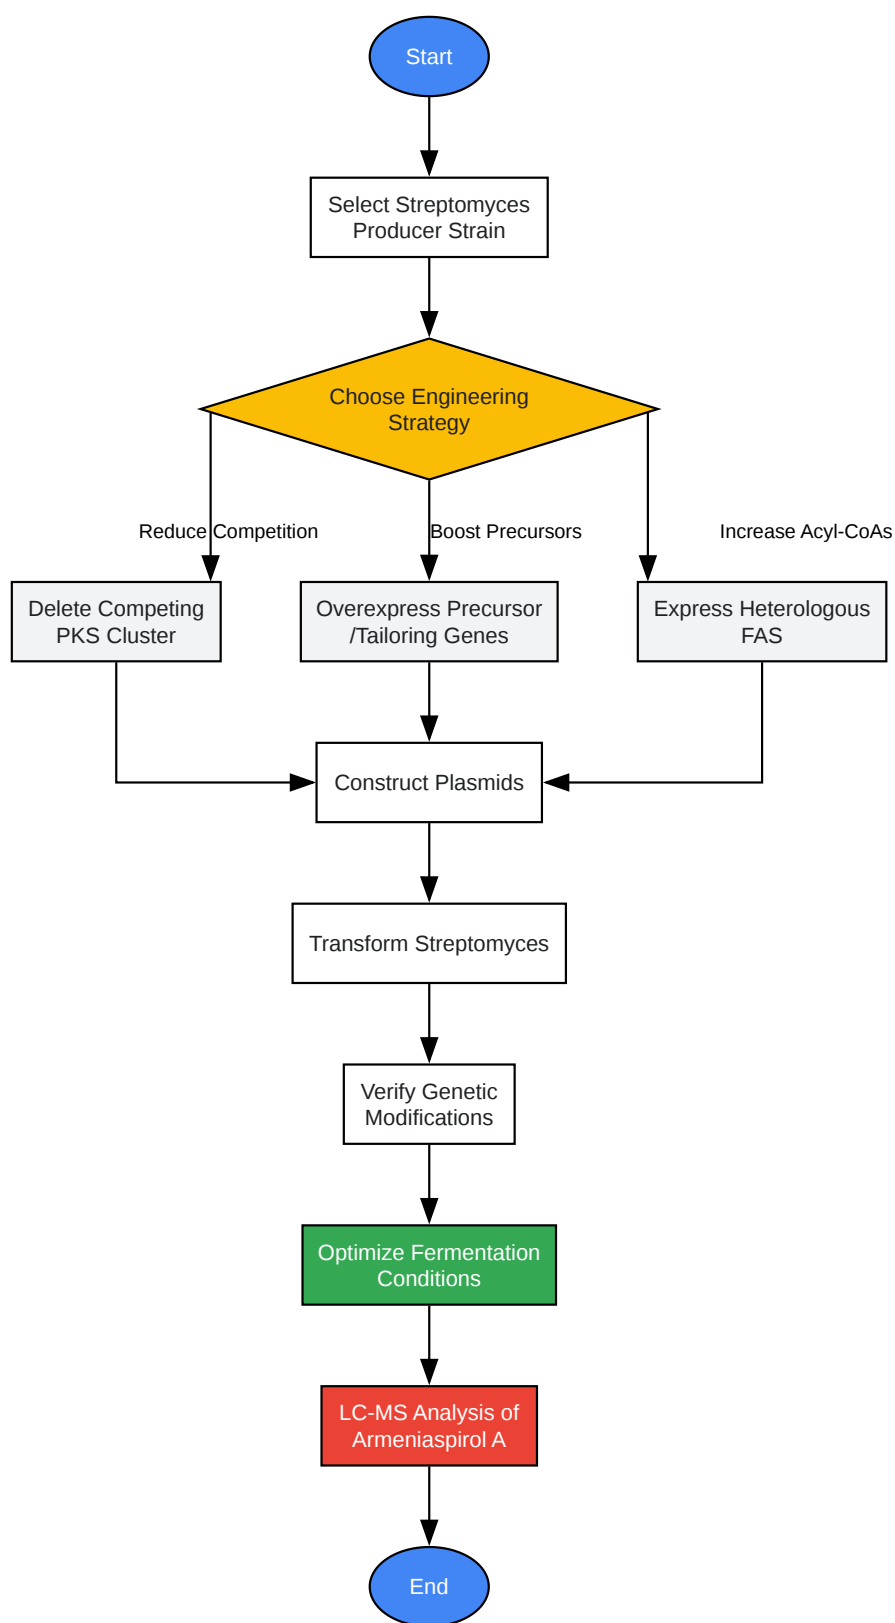 Start
Select Streptomyces
Producer Strain
Choose Engineering
Strategy
Reduce Competition
Boost Precursors
Increase Acyl-CoAs
Delete Competing
PKS Cluster
Overexpress Precursor
/Tailoring Genes
Express Heterologous
FAS
Construct Plasmids
Transform Streptomyces
Verify Genetic
Modifications
Optimize Fermentation
Conditions
LC-MS Analysis of
Armeniaspirol A
End